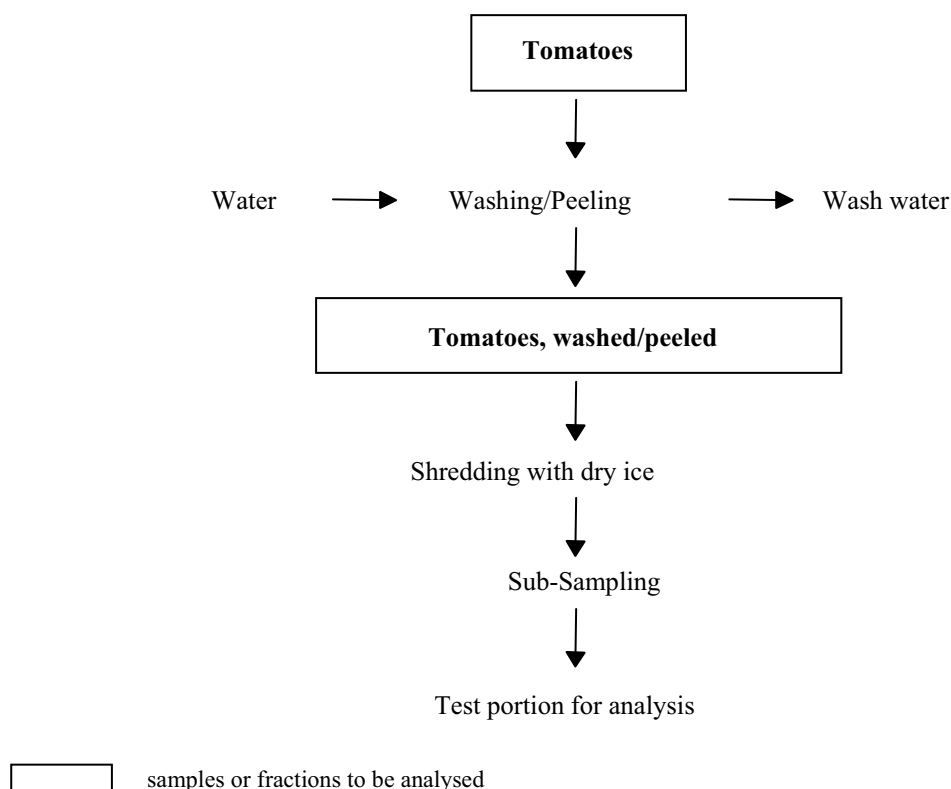 Tomatoes
Water
Washing/Peeling
Wash water
Tomatoes, washed/peeled
Shredding with dry ice
Sub-Sampling
Test portion for analysis
samples or fractions to be analysed